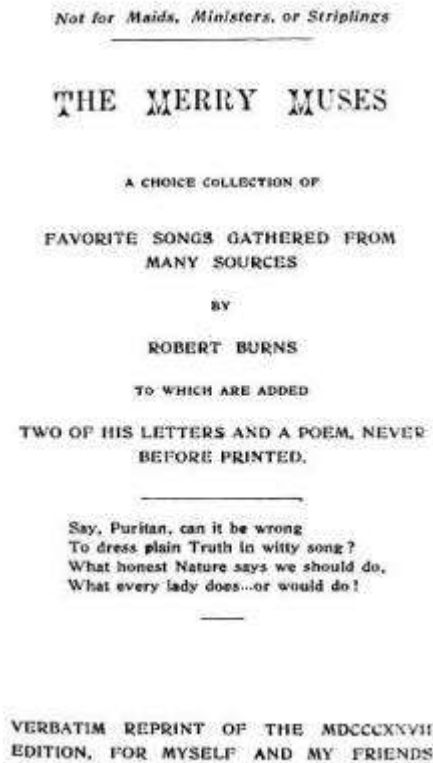 Not for Maids, Ministers, or Striplings
THE MERRY MUSES
A CHOICE COLLECTION OF
FAVORITE SONGS GATHERED FROM
MANY SOURCES
BY
ROBERT BURNS
TO WHICH ARE ADDED
TWO OF HIS LETTERS AND A POEM, NEVER
BEFORE PRINTED.
Say, Puritan, can it be wrong
To dress plain Truth in witty song?
What honest Nature says we should do,
What every lady does...or would do!
VERBATIM REPRINT OF THE MDCCCXXVII
EDITION, FOR MYSELF AND MY FRIENDS